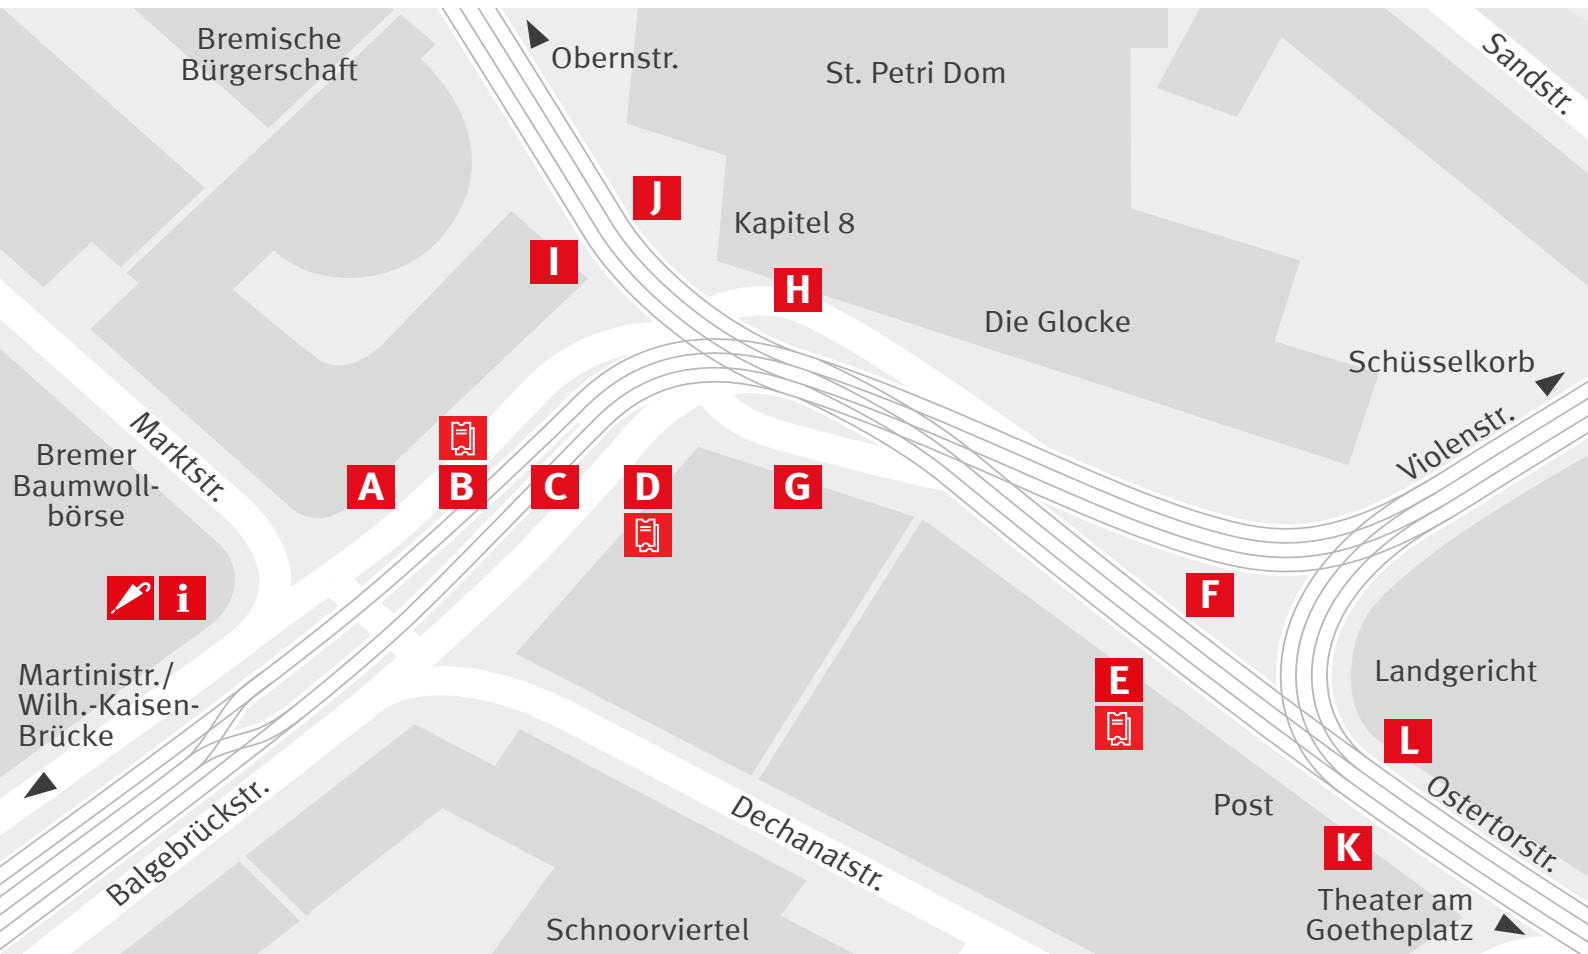 Bremische
Bürgerschaft
Obernstr.
St. Petri Dom
Sandstr.
J
Kapitel 8
I
H
Die Glocke
Schüsselkorb
Violenstr.
Marktstr.
Bremer
Baumwoll-
börse
A
B
C
D
G
i
F
Martinistr./
Wilh.-Kaisen-
Brücke
E
Landgericht
L
Balgebrückstr.
Dechanatstr.
Post
Ostertorstr.
K
Theater am
Goetheplatz
Schnoorviertel